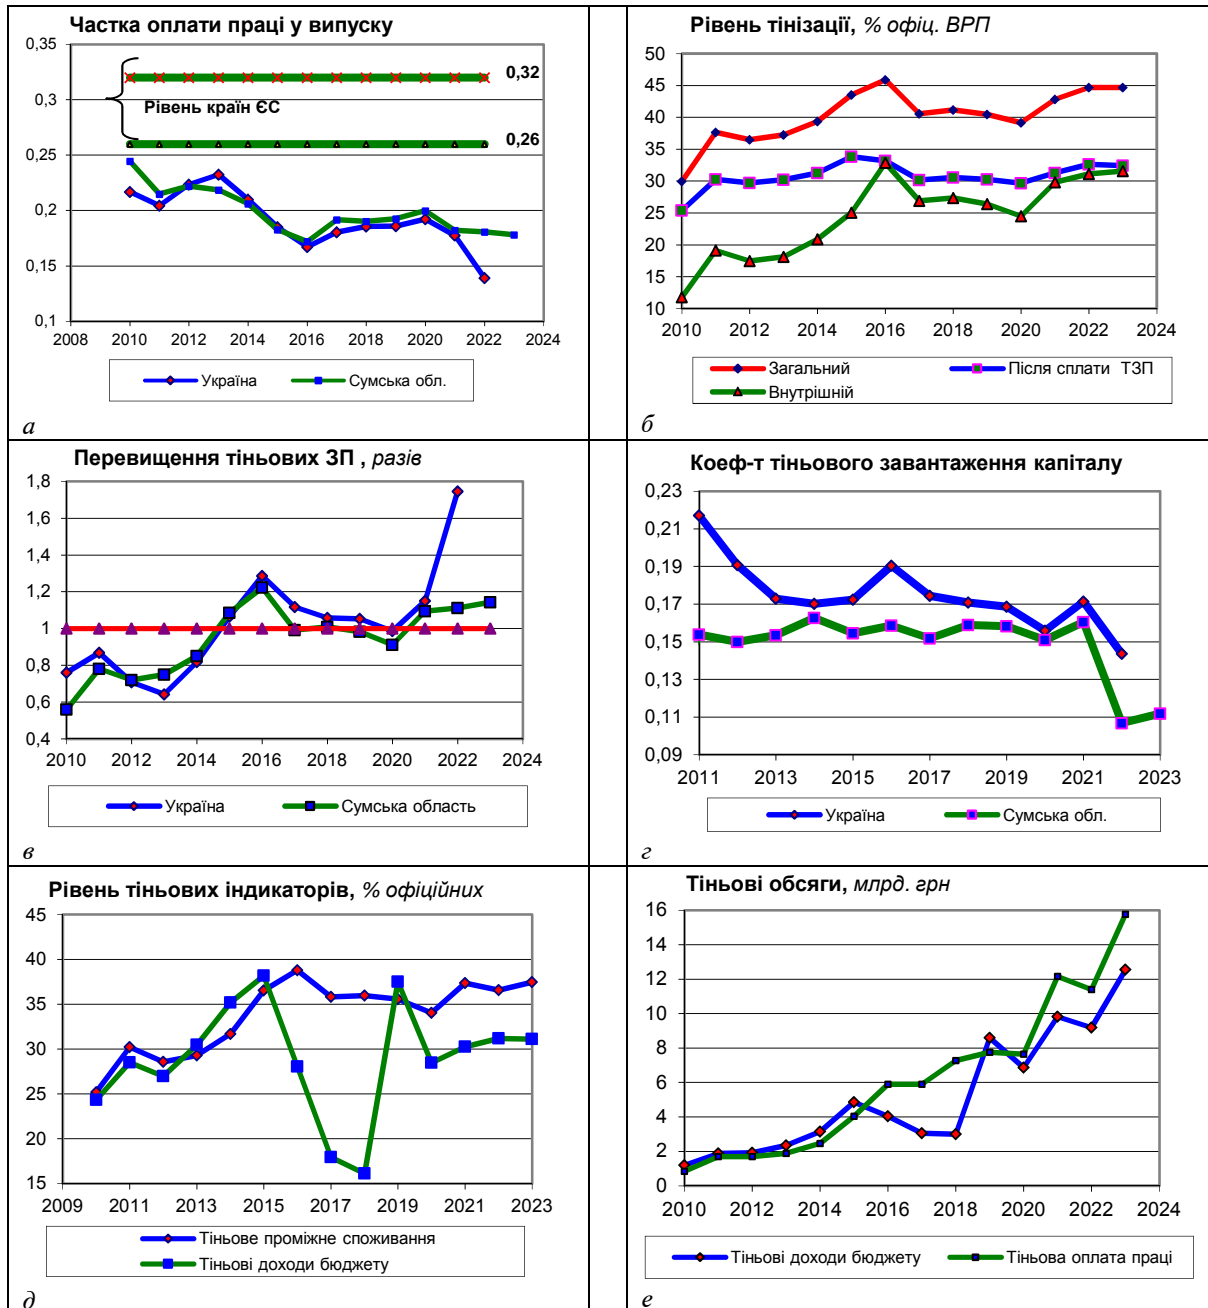 Частка оплати праці у випуску
0,35
0,3
0,25
0,2
0,15
0,1
0,32
Рівень країн ЄС
0,26
2008 2010 2012 2014 2016 2018 2020 2022 2024
Україна Сумська обл.
а
Рівень тінізації, % офіц. ВРП
50
45
40
35
30
25
20
15
10
2010 2012 2014 2016 2018 2020 2022 2024
Загальний Після сплати ТЗП
Внутрішній
б
Перевищення тіньових ЗП , разів
1,8
1,6
1,4
1,2
1
0,8
0,6
0,4
2010 2012 2014 2016 2018 2020 2022 2024
Україна Сумська область
в
Коеф-т тіньового завантаження капіталу
0,23
0,21
0,19
0,17
0,15
0,13
0,11
0,09
2011 2013 2015 2017 2019 2021 2023
Україна Сумська обл.
г
Рівень тіньових індикаторів, % офіційних
45
40
35
30
25
20
15
2009 2011 2013 2015 2017 2019 2021 2023
Тіньове проміжне споживання
Тіньові доходи бюджету
д
Тіньові обсяги, млрд. грн
16
14
12
10
8
6
4
2
0
2010 2012 2014 2016 2018 2020 2022 2024
Тіньові доходи бюджету Тіньова оплата праці
е